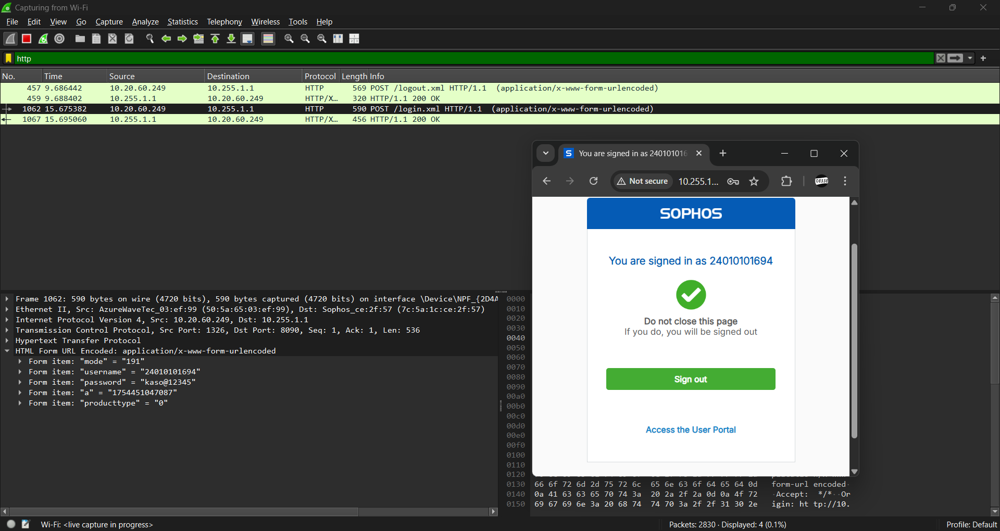 Capturing from Wi-Fi
File Edit View Go Capture Analyze Statistics Telephony Wireless Tools Help
http
No. Time Source Destination Protocol Length Info
457 9.686442 10.20.60.249 10.255.1.1 HTTP 569 POST /logout.xml HTTP/1.1 (application/x-www-form-urlencoded)
459 9.688402 10.255.1.1 10.20.60.249 HTTP/X… 320 HTTP/1.1 200 OK
1062 15.675382 10.20.60.249 10.255.1.1 HTTP 590 POST /login.xml HTTP/1.1 (application/x-www-form-urlencoded)
1067 15.695060 10.255.1.1 10.20.60.249 HTTP/X… 456 HTTP/1.1 200 OK
S You are signed in as 240101016
Not secure 10.255.1... 08338
SOPHOS
You are signed in as 24010101694
Do not close this page
If you do, you will be signed out
Sign out
Access the User Portal
Frame 1062: 590 bytes on wire (4720 bits), 590 bytes captured (4720 bits) on interface \Device\NPF_{2D4A
Ethernet II, Src: AzureWaveTec_03:ef:99 (50:5a:65:03:ef:99), Dst: Sophos_ce:2f:57 (7c:5a:1c:ce:2f:57)
Internet Protocol Version 4, Src: 10.20.60.249, Dst: 10.255.1.1
Transmission Control Protocol, Src Port: 1326, Dst Port: 8090, Seq: 1, Ack: 1, Len: 536
Hypertext Transfer Protocol
HTML Form URL Encoded: application/x-www-form-urlencoded
Form item: "mode" = "191"
Form item: "username" = "24010101694"
Form item: "password" = "kaso@12345"
Form item: "a" = "1754451047087"
Form item: "producttype" = "0"
0000
0010
0020
0030
0040
0050
0060
0070
0080
0090
00a0
00b0
00c0
00d0
00e0
00f0
0100
0110
0120
0130 66 6f 72 6d 2d 75 72 6c 65 6e 63 6f 64 65 64 0d form-url encoded·
0140 0a 41 63 63 65 70 74 3a 20 2a 2f 2a 0d 0a 4f 72 ·Accept: */*··Or
0150 69 67 69 6e 3a 20 68 74 74 70 3a 2f 2f 31 30 2e igin: ht tp://10.
Wi-Fi: <live capture in progress>
Packets: 2830 · Displayed: 4 (0.1%)
Profile: Default